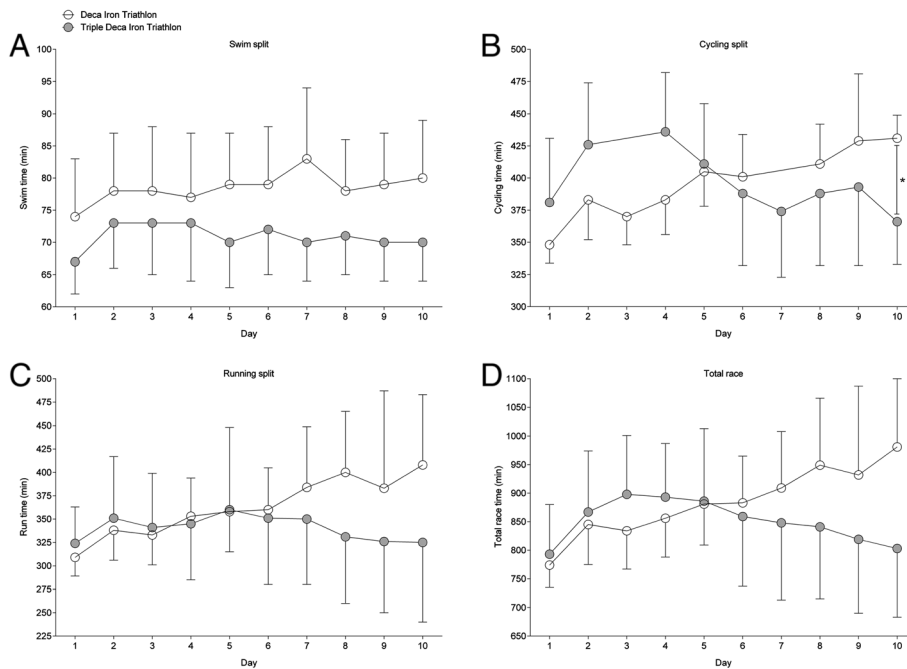 Deca Iron Triathlon
Triple Deca Iron Triathlon
A
Swim split
100
95
90
85
80
75
70
65
60
Swim time (min)
1 2 3 4 5 6 7 8 9 10
Day
B
Cycling split
500
475
450
425
400
375
350
325
300
Cycling time (min)
*
1 2 3 4 5 6 7 8 9 10
Day
C
Running split
500
475
450
425
400
375
350
325
300
275
250
225
Run time (min)
1 2 3 4 5 6 7 8 9 10
Day
D
Total race
1100
1050
1000
950
900
850
800
750
700
650
Total race time (min)
1 2 3 4 5 6 7 8 9 10
Day